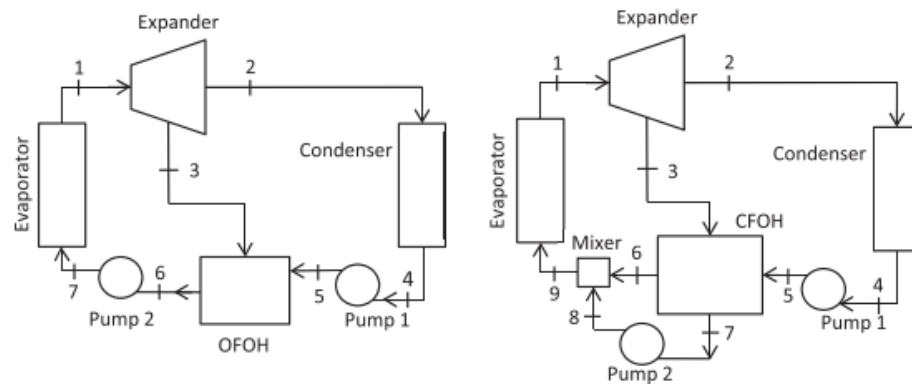 Expander
1
2
Evaporator
Condenser
3
7
6
5
4
Pump 2
Pump 1
OFOH
Expander
1
2
Evaporator
Condenser
3
CFOH
Mixer
9
6
5
4
8
7
Pump 1
Pump 2